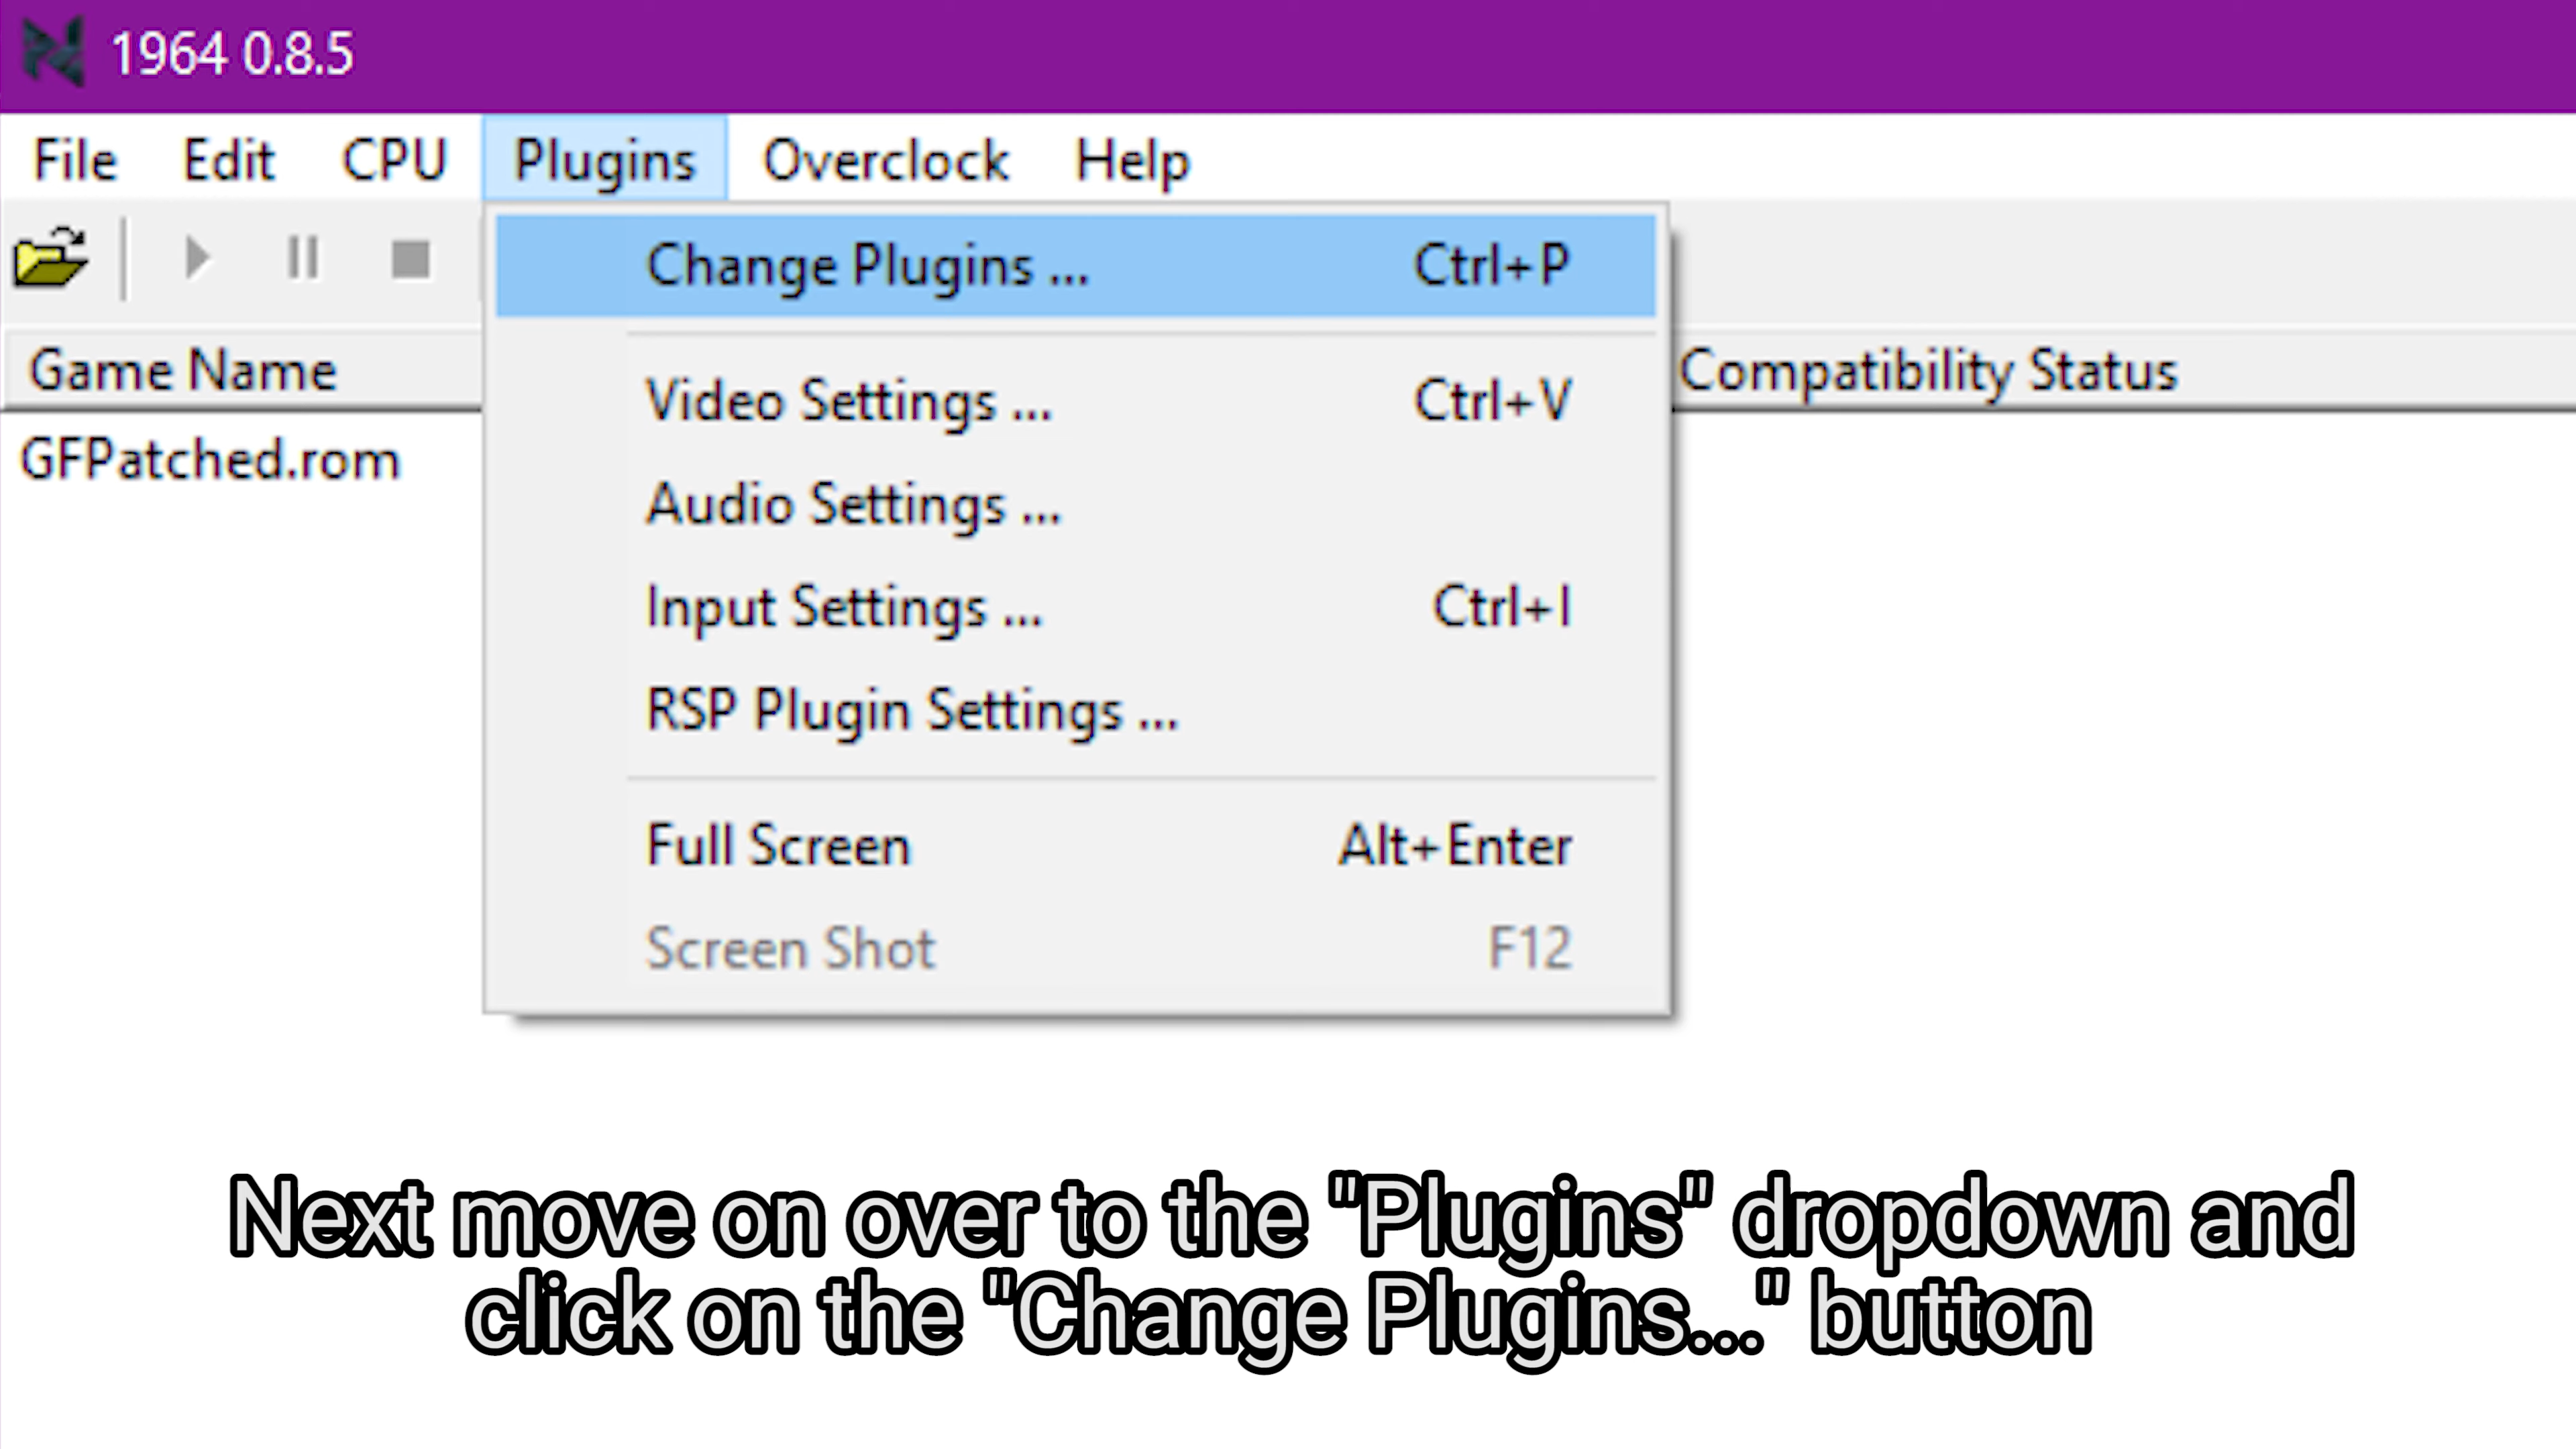 1964 0.8.5
File Edit CPU Plugins Overclock Help
Change Plugins ... Ctrl+P
Game Name Compatibility Status
Video Settings ... Ctrl+V
GFPatched.rom
Audio Settings ...
Input Settings ... Ctrl+I
RSP Plugin Settings ...
Full Screen Alt+Enter
Screen Shot F12
Next move on over to the "Plugins" dropdown and
click on the "Change Plugins..." button